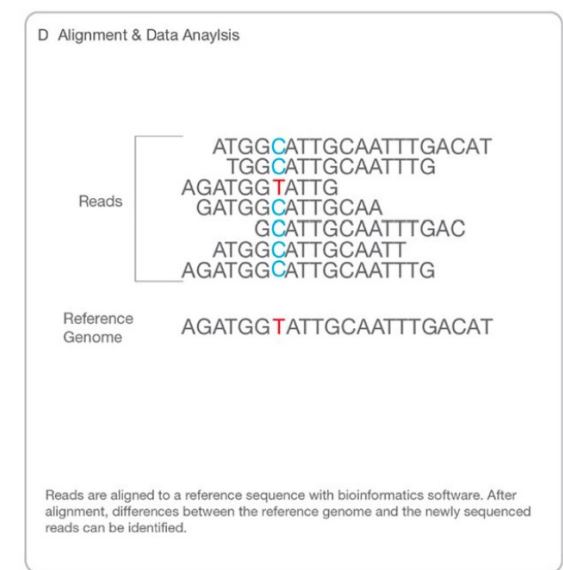 D Alignment & Data Anaylsis
ATGGCATTGCAATTTGACAT
TGGCATTGCAATTTG
AGATGGTATTG
Reads
GATGGCATTGCAA
GCATTGCAATTTGAC
ATGGCATTGCAATT
AGATGGCATTGCAATTTG
Reference
Genome
AGATGGTATTGCAATTTGACAT
Reads are aligned to a reference sequence with bioinformatics software. After
alignment, differences between the reference genome and the newly sequenced
reads can be identified.